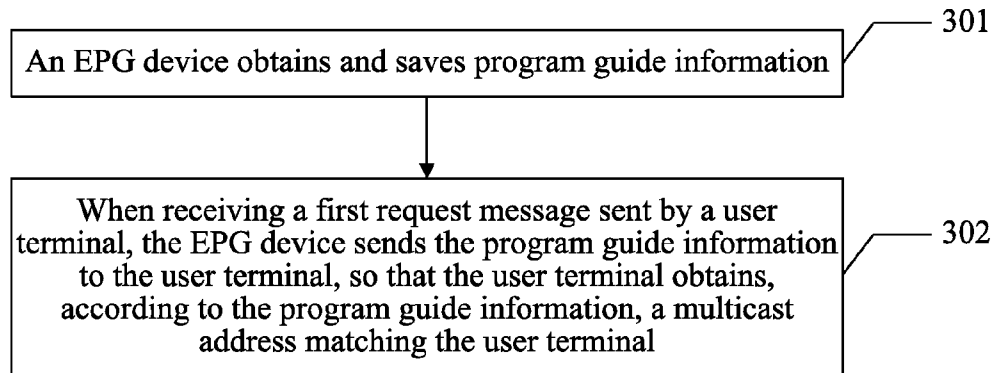 301
An EPG device obtains and saves program guide information
When receiving a first request message sent by a user
terminal, the EPG device sends the program guide information
to the user terminal, so that the user terminal obtains,
according to the program guide information, a multicast
address matching the user terminal
302